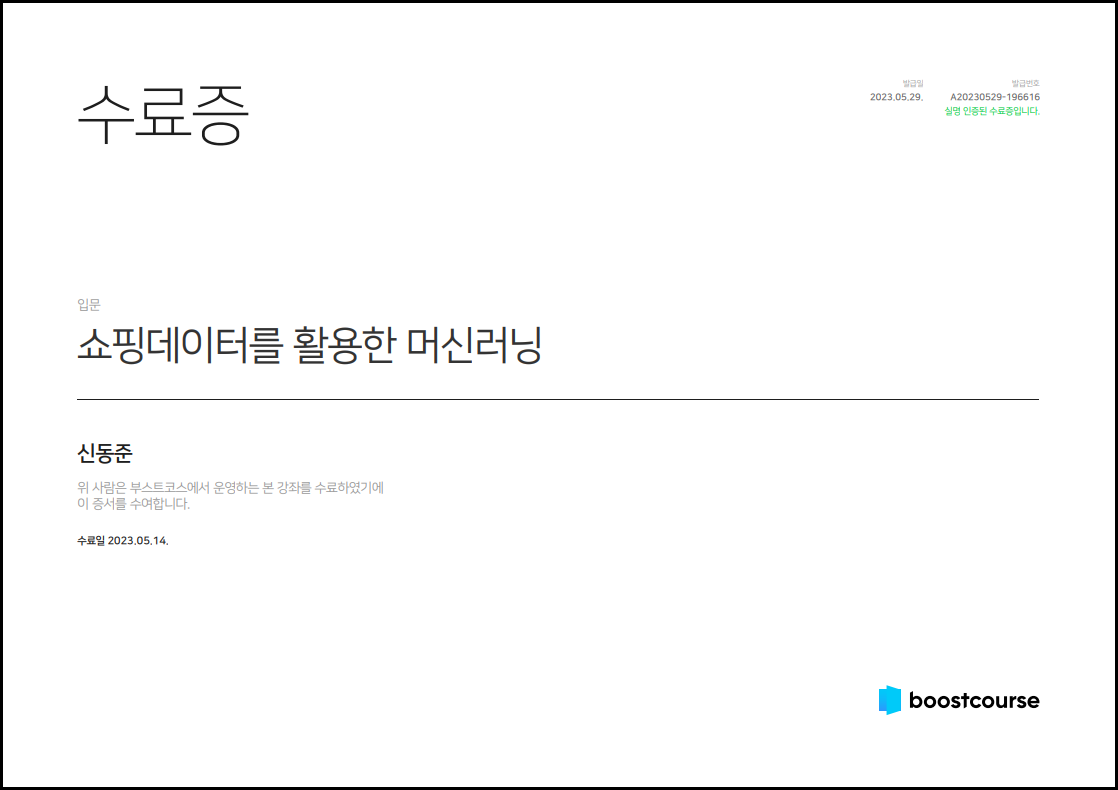 수료증
발급일
2023.05.29.
발급번호
A20230529-196616
실명 인증된 수료증입니다.
입문
쇼핑데이터를 활용한 머신러닝
신동준
위 사람은 부스트코스에서 운영하는 본 강좌를 수료하였기에
이 증서를 수여합니다.
수료일 2023.05.14.
boostcourse